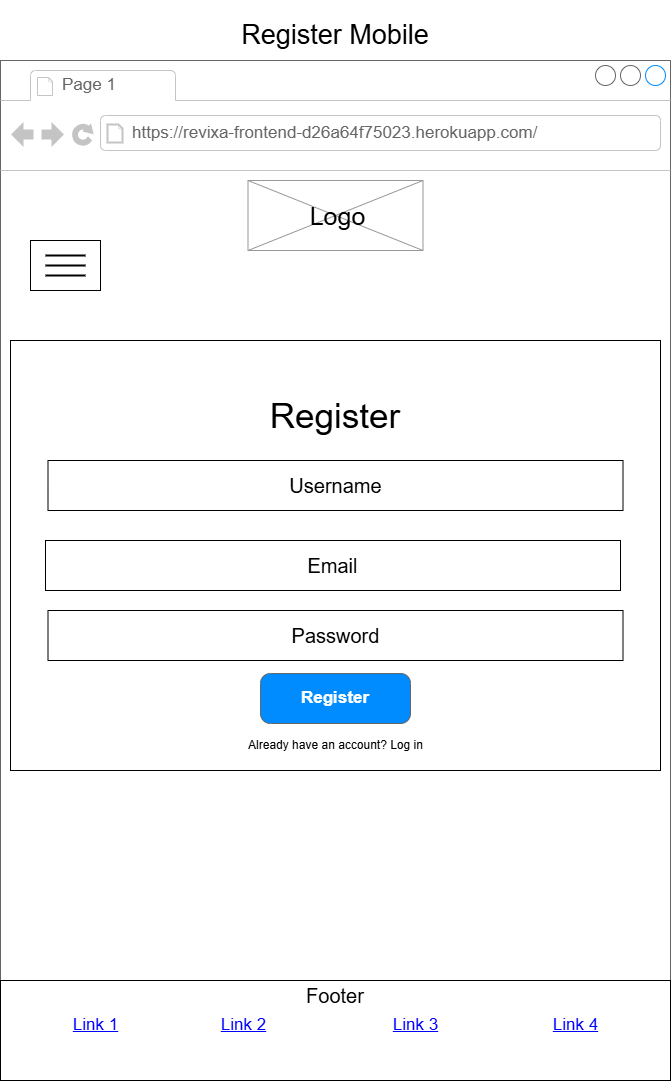 Register Mobile
Page 1
https://revixa-frontend-d26a64f75023.herokuapp.com/
Logo
Register
Username
Email
Password
Register
Already have an account? Log in
Footer
Link 1 Link 2 Link 3 Link 4